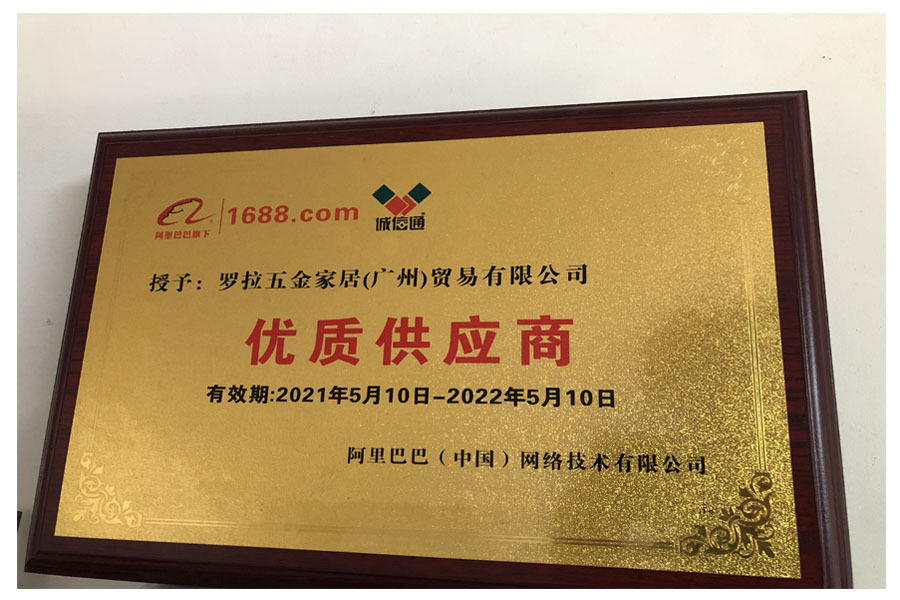 阿里巴巴旗下
1688.com
诚信通
授予：罗拉五金家居(广州)贸易有限公司
优质供应商
有效期:2021年5月10日-2022年5月10日
阿里巴巴（中国）网络技术有限公司